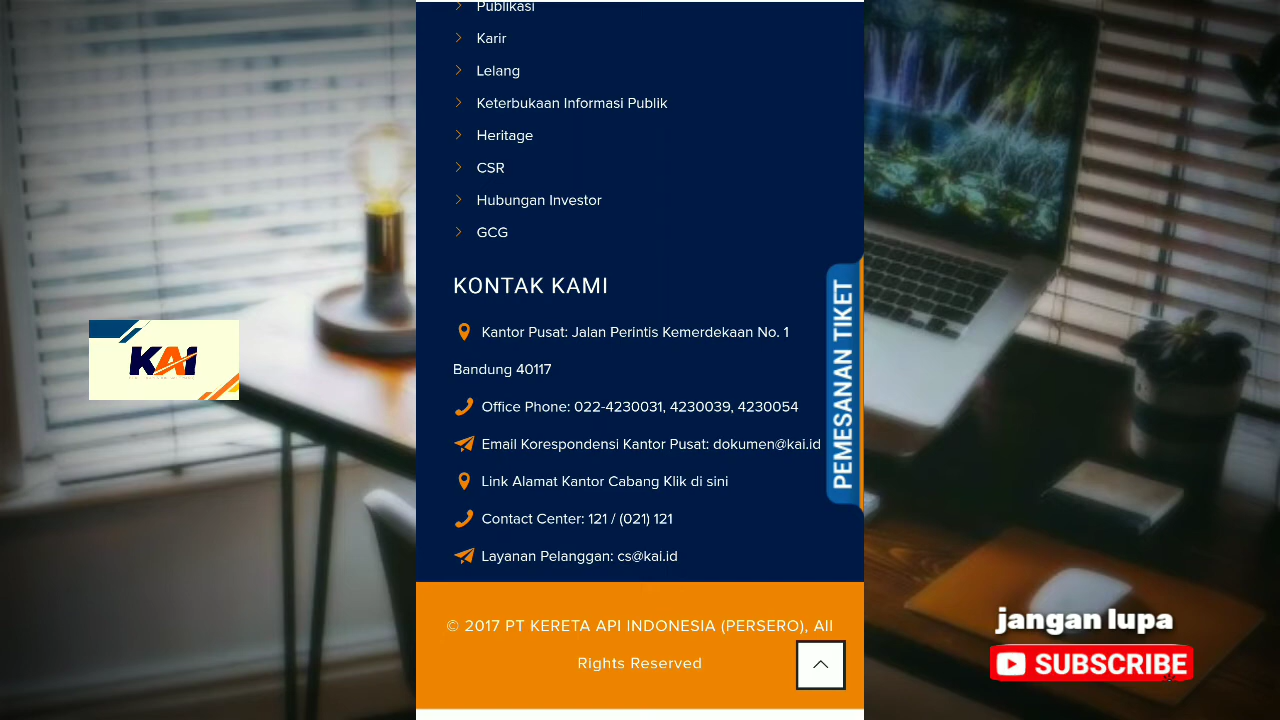 Publikasi
Karir
Lelang
Keterbukaan Informasi Publik
Heritage
CSR
Hubungan Investor
GCG
KONTAK KAMI
Kantor Pusat: Jalan Perintis Kemerdekaan No. 1
Bandung 40117
Office Phone: 022-4230031, 4230039, 4230054
Email Korespondensi Kantor Pusat: dokumen@kai.id
Link Alamat Kantor Cabang Klik di sini
Contact Center: 121 / (021) 121
Layanan Pelanggan: cs@kai.id
PEMESANAN TIKET
© 2017 PT KERETA API INDONESIA (PERSERO), All
Rights Reserved
KAI
jangan lupa
SUBSCRIBE